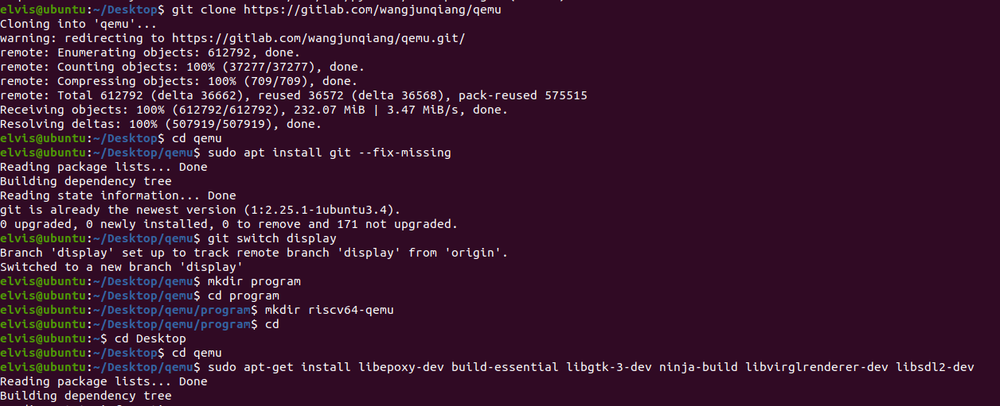 elvis@ubuntu:~/Desktop$ git clone https://gitlab.com/wangjunqiang/qemu
Cloning into 'qemu'...
warning: redirecting to https://gitlab.com/wangjunqiang/qemu.git/
remote: Enumerating objects: 612792, done.
remote: Counting objects: 100% (37277/37277), done.
remote: Compressing objects: 100% (709/709), done.
remote: Total 612792 (delta 36662), reused 36572 (delta 36568), pack-reused 575515
Receiving objects: 100% (612792/612792), 232.07 MiB | 3.47 MiB/s, done.
Resolving deltas: 100% (507919/507919), done.
elvis@ubuntu:~/Desktop$ cd qemu
elvis@ubuntu:~/Desktop/qemu$ sudo apt install git --fix-missing
Reading package lists... Done
Building dependency tree
Reading state information... Done
git is already the newest version (1:2.25.1-1ubuntu3.4).
0 upgraded, 0 newly installed, 0 to remove and 171 not upgraded.
elvis@ubuntu:~/Desktop/qemu$ git switch display
Branch 'display' set up to track remote branch 'display' from 'origin'.
Switched to a new branch 'display'
elvis@ubuntu:~/Desktop/qemu$ mkdir program
elvis@ubuntu:~/Desktop/qemu$ cd program
elvis@ubuntu:~/Desktop/qemu/program$ mkdir riscv64-qemu
elvis@ubuntu:~/Desktop/qemu/program$ cd
elvis@ubuntu:~$ cd Desktop
elvis@ubuntu:~/Desktop$ cd qemu
elvis@ubuntu:~/Desktop/qemu$ sudo apt-get install libepoxy-dev build-essential libgtk-3-dev ninja-build libvirglrenderer-dev libsdl2-dev
Reading package lists... Done
Building dependency tree